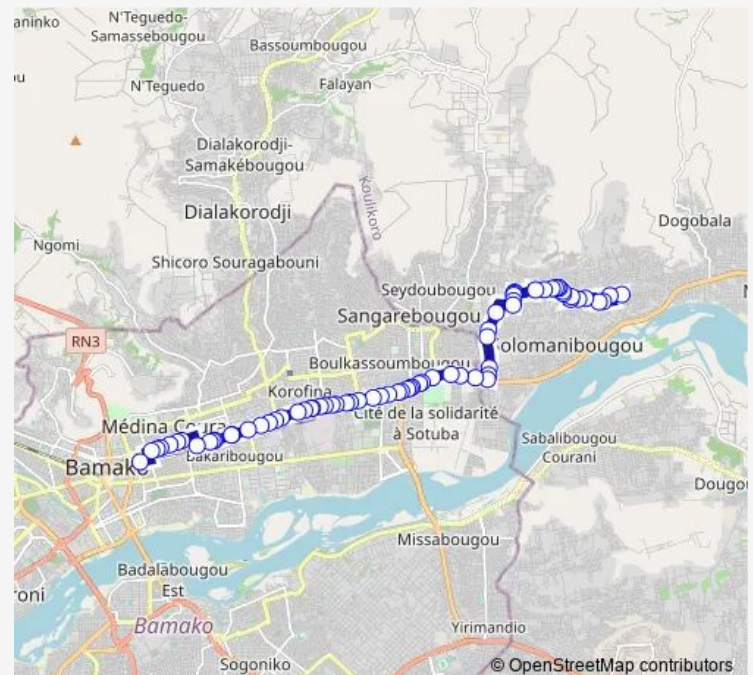 N'Teguedo-
Samassebougou
aninko
Bassoumbougou
N'Teguedo
Falayan
Dialakorodji-
Samakébougou
Koulikoro
Dialakorodji
Dogobala
Ngomi
Shicoro Souragabouni
Seydoubougou
Sangarebougou
RN3
Solomanibougou
Boulkassoumbougou
Korofina
Cité de la solidarité
à Sotuba
Médina Coura
Bakaribougou
Bamako
Sabalibougou
Courani
Dougou
Missabougou
Badalabougou
Est
roni
Bamako
Yirimandio
Sogoniko
© OpenStreetMap contributors